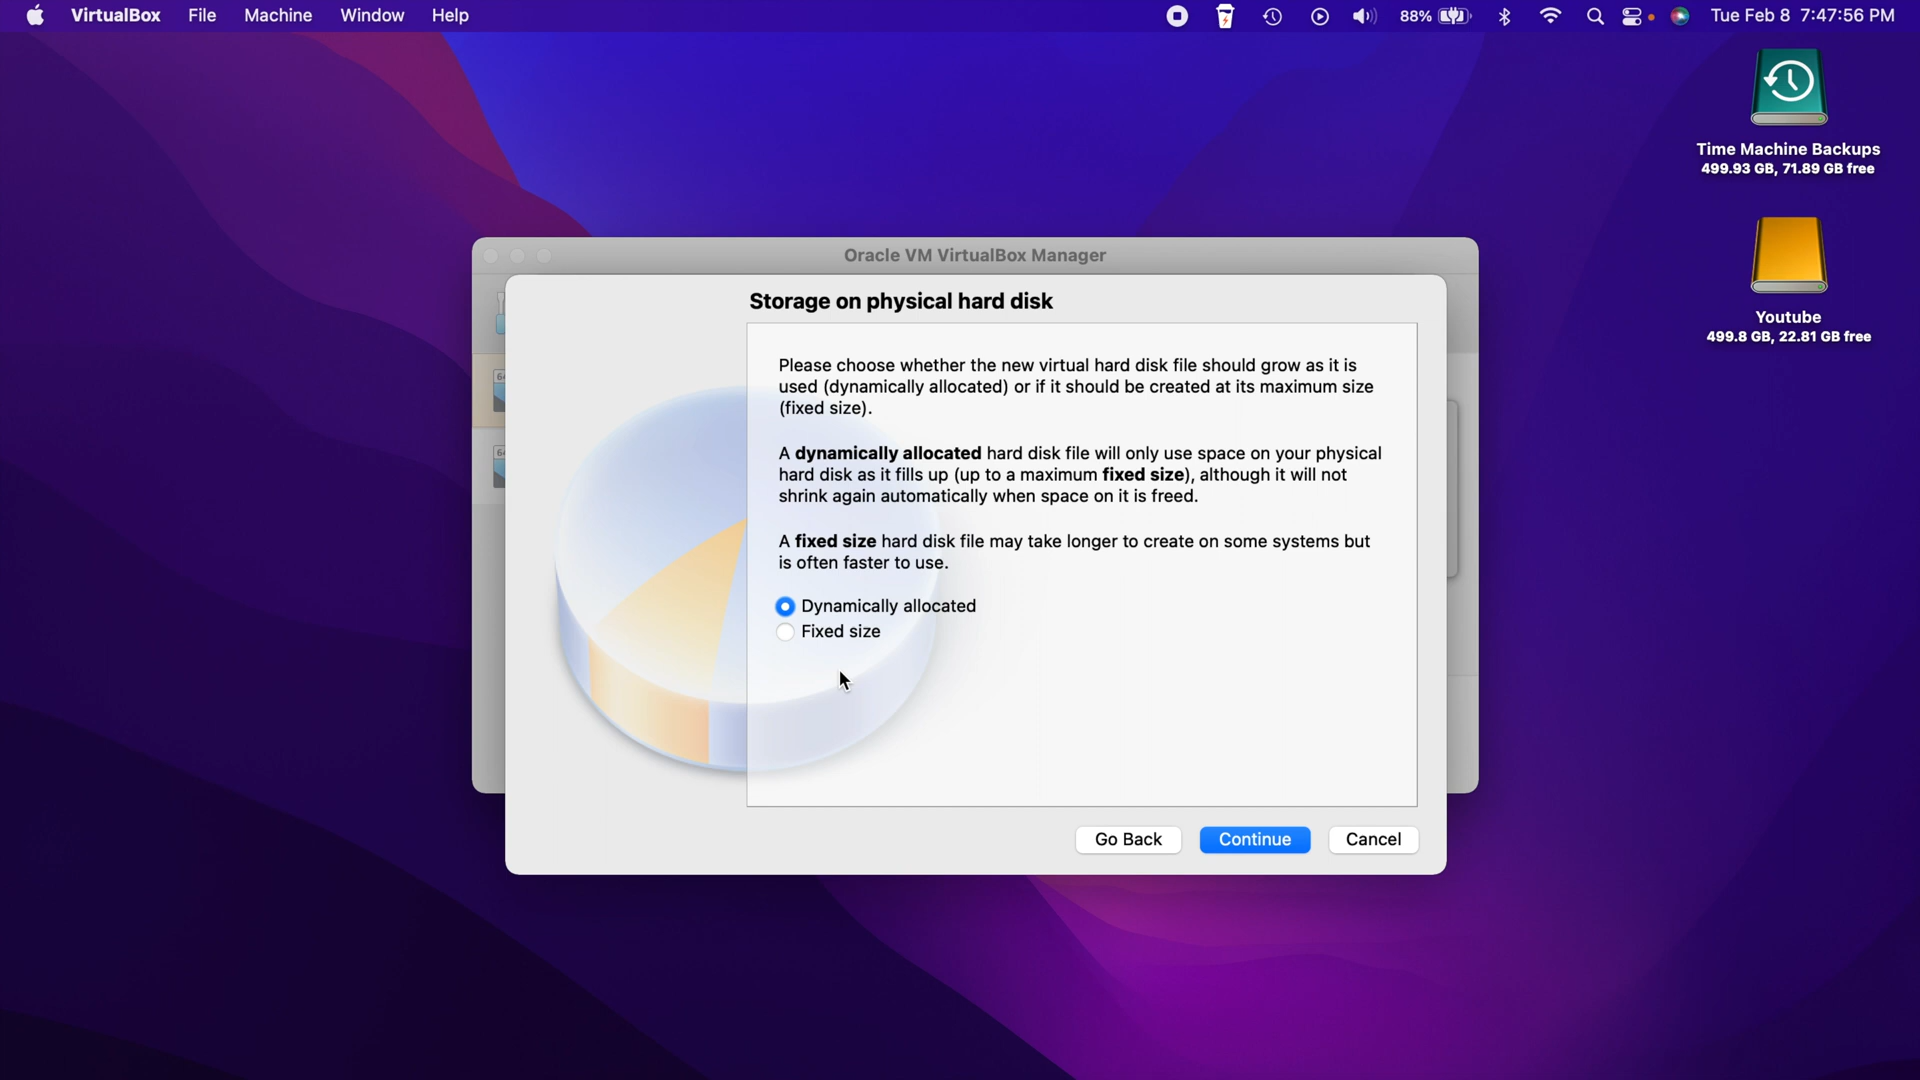 VirtualBox File Machine Window Help 88% Tue Feb 8 7:47:56 PM
Time Machine Backups
499.93 GB, 71.89 GB free
Youtube
499.8 GB, 22.81 GB free
Oracle VM VirtualBox Manager
Storage on physical hard disk
Please choose whether the new virtual hard disk file should grow as it is
used (dynamically allocated) or if it should be created at its maximum size
(fixed size).
A dynamically allocated hard disk file will only use space on your physical
hard disk as it fills up (up to a maximum fixed size), although it will not
shrink again automatically when space on it is freed.
A fixed size hard disk file may take longer to create on some systems but
is often faster to use.
Dynamically allocated
Fixed size
Go Back Continue Cancel